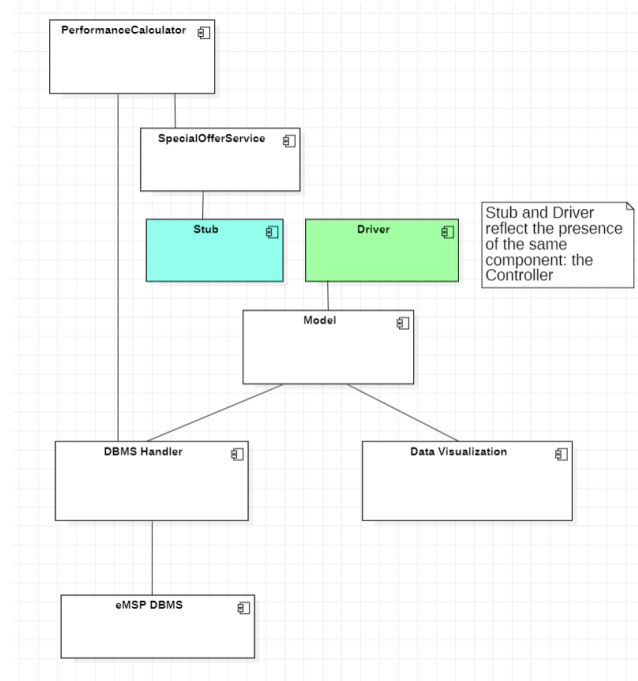 PerformanceCalculator
SpecialOfferService
Stub
Driver
Stub and Driver
reflect the presence
of the same
component: the
Controller
Model
DBMS Handler
Data Visualization
eMSP DBMS